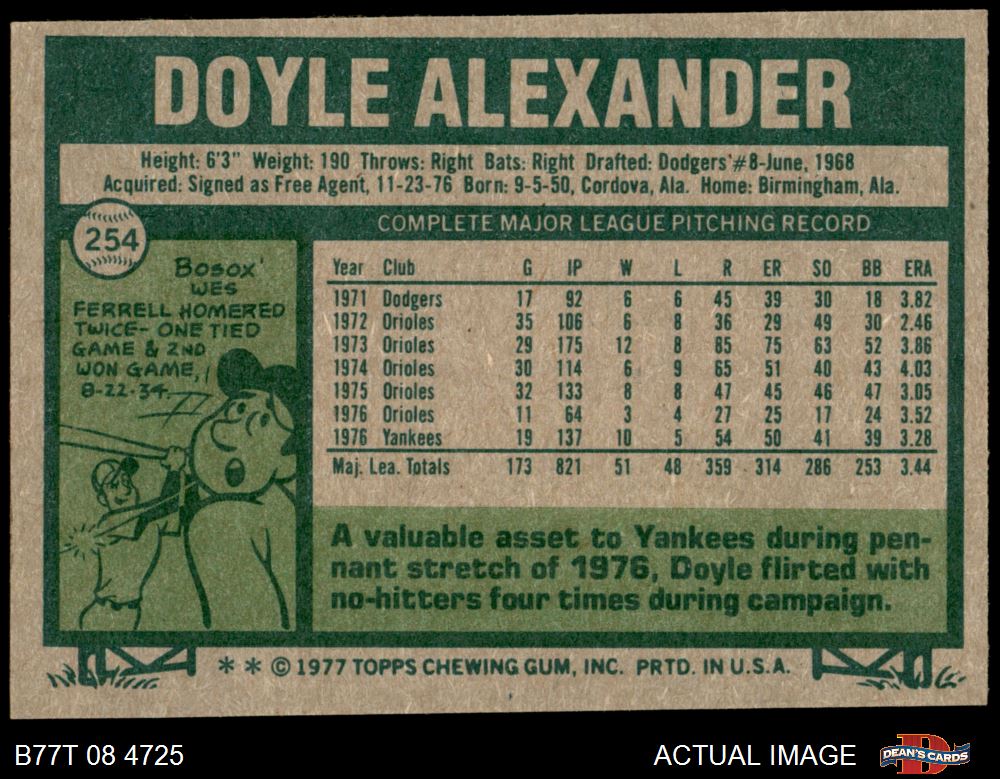 DOYLE ALEXANDER
Height: 6'3" Weight: 190 Throws: Right Bats: Right Drafted: Dodgers' #8-June, 1968
Acquired: Signed as Free Agent, 11-23-76 Born: 9-5-50, Cordova, Ala. Home: Birmingham, Ala.
254
BOSOX'
WES
FERRELL HOMERED
TWICE- ONE TIED
GAME & 2ND
WON GAME,
8-22-34.
COMPLETE MAJOR LEAGUE PITCHING RECORD
Year Club G IP W L R ER SO BB ERA
1971 Dodgers 17 92 6 6 45 39 30 18 3.82
1972 Orioles 35 106 6 8 36 29 49 30 2.46
1973 Orioles 29 175 12 8 85 75 63 52 3.86
1974 Orioles 30 114 6 9 65 51 40 43 4.03
1975 Orioles 32 133 8 8 47 45 46 47 3.05
1976 Orioles 11 64 3 4 27 25 17 24 3.52
1976 Yankees 19 137 10 5 54 50 41 39 3.28
Maj. Lea. Totals 173 821 51 48 359 314 286 253 3.44
A valuable asset to Yankees during pen-
nant stretch of 1976, Doyle flirted with
no-hitters four times during campaign.
* * © 1977 TOPPS CHEWING GUM, INC. PRTD. IN U.S.A.
B77T 08 4725
ACTUAL IMAGE
DEAN'S CARDS